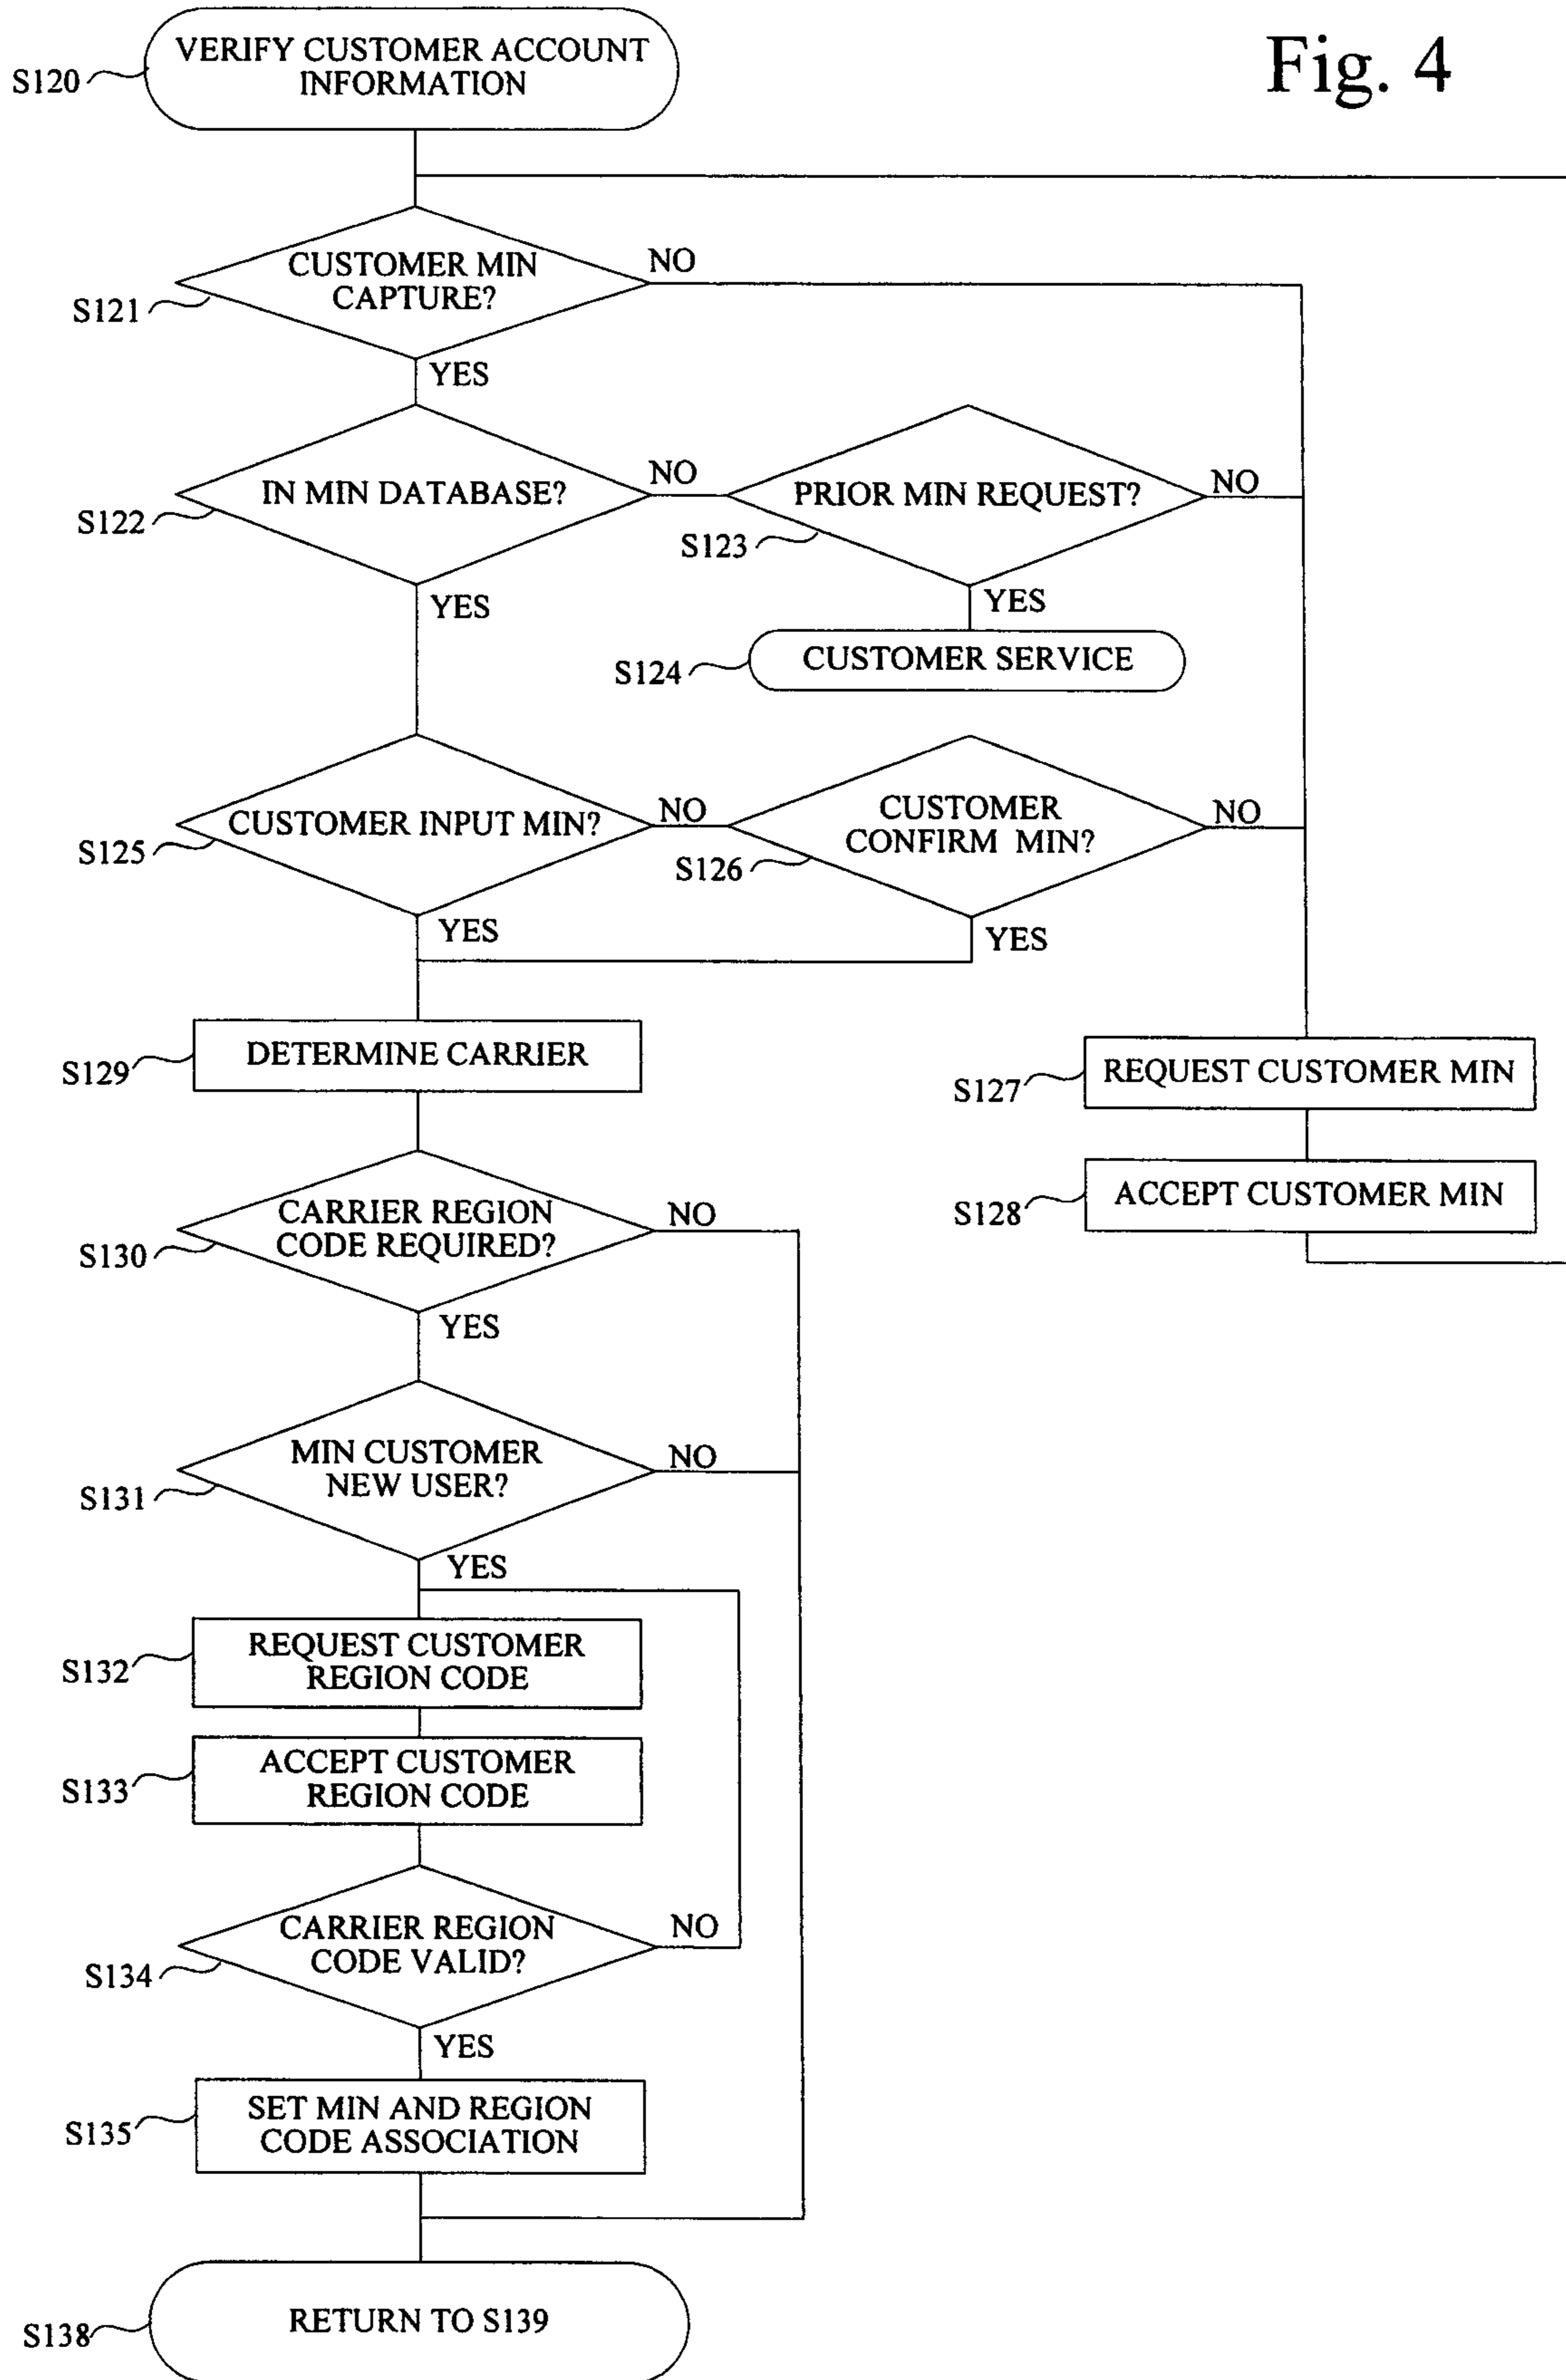 Fig. 4
VERIFY CUSTOMER ACCOUNT
INFORMATION
S120
CUSTOMER MIN
CAPTURE?
NO
S121
YES
IN MIN DATABASE?
NO
PRIOR MIN REQUEST?
NO
S122
S123
YES
YES
CUSTOMER SERVICE
S124
CUSTOMER INPUT MIN?
NO
CUSTOMER
CONFIRM MIN?
NO
S125
S126
YES
YES
DETERMINE CARRIER
S129
REQUEST CUSTOMER MIN
S127
ACCEPT CUSTOMER MIN
S128
CARRIER REGION
CODE REQUIRED?
NO
S130
YES
MIN CUSTOMER
NEW USER?
NO
S131
YES
REQUEST CUSTOMER
REGION CODE
S132
ACCEPT CUSTOMER
REGION CODE
S133
CARRIER REGION
CODE VALID?
NO
S134
YES
SET MIN AND REGION
CODE ASSOCIATION
S135
RETURN TO S139
S138